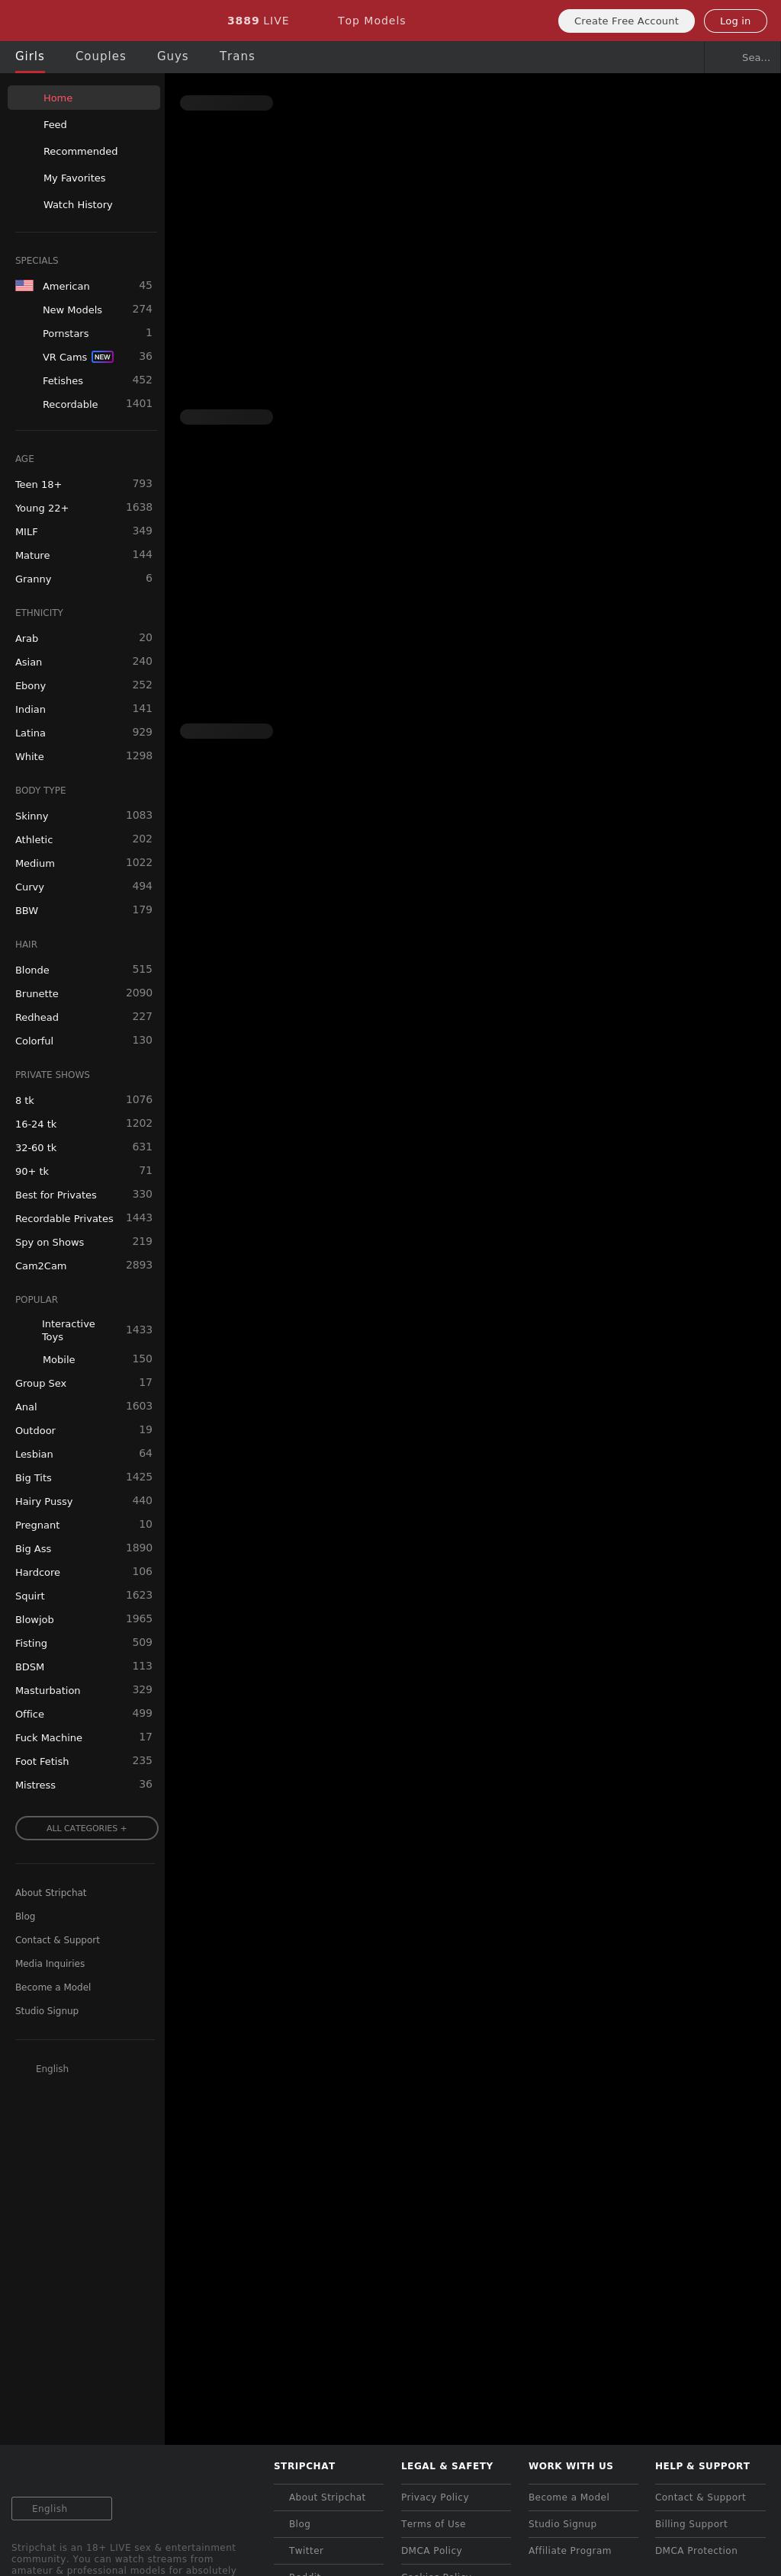 3889 LIVE
Top Models
Create Free Account
Log in
Girls
Couples
Guys
Trans
Sea...
Home
Feed
Recommended
My Favorites
Watch History
SPECIALS
American 45
New Models 274
Pornstars 1
VR Cams NEW 36
Fetishes 452
Recordable 1401
AGE
Teen 18+ 793
Young 22+ 1638
MILF 349
Mature 144
Granny 6
ETHNICITY
Arab 20
Asian 240
Ebony 252
Indian 141
Latina 929
White 1298
BODY TYPE
Skinny 1083
Athletic 202
Medium 1022
Curvy 494
BBW 179
HAIR
Blonde 515
Brunette 2090
Redhead 227
Colorful 130
PRIVATE SHOWS
8 tk 1076
16-24 tk 1202
32-60 tk 631
90+ tk 71
Best for Privates 330
Recordable Privates 1443
Spy on Shows 219
Cam2Cam 2893
POPULAR
Interactive
Toys 1433
Mobile 150
Group Sex 17
Anal 1603
Outdoor 19
Lesbian 64
Big Tits 1425
Hairy Pussy 440
Pregnant 10
Big Ass 1890
Hardcore 106
Squirt 1623
Blowjob 1965
Fisting 509
BDSM 113
Masturbation 329
Office 499
Fuck Machine 17
Foot Fetish 235
Mistress 36
ALL CATEGORIES +
About Stripchat
Blog
Contact & Support
Media Inquiries
Become a Model
Studio Signup
English
English
Stripchat is an 18+ LIVE sex & entertainment
community. You can watch streams from
amateur & professional models for absolutely
STRIPCHAT
About Stripchat
Blog
Twitter
Reddit
LEGAL & SAFETY
Privacy Policy
Terms of Use
DMCA Policy
Cookies Policy
WORK WITH US
Become a Model
Studio Signup
Affiliate Program
HELP & SUPPORT
Contact & Support
Billing Support
DMCA Protection